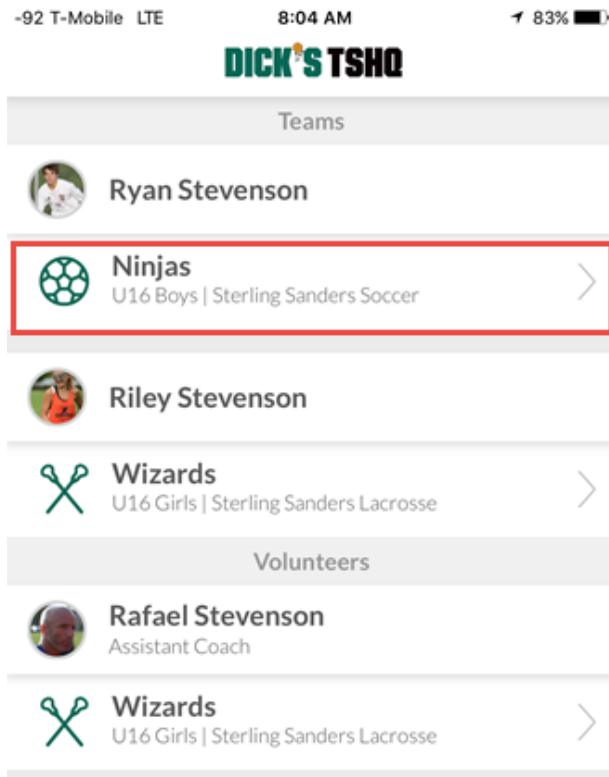 -92 T-Mobile LTE 8:04 AM 83%
DICK'S TSHQ
Teams
Ryan Stevenson
Ninjas
U16 Boys | Sterling Sanders Soccer
Riley Stevenson
Wizards
U16 Girls | Sterling Sanders Lacrosse
Volunteers
Rafael Stevenson
Assistant Coach
Wizards
U16 Girls | Sterling Sanders Lacrosse